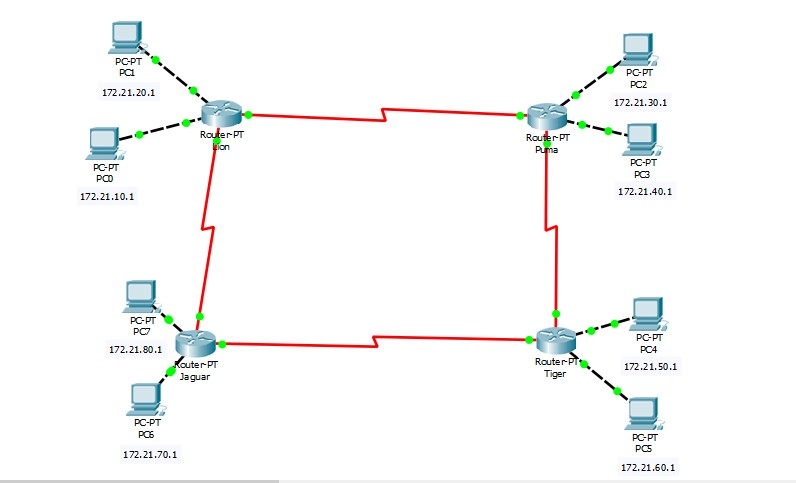 PC-PT
PC1
172.21.20.1
PC-PT
PC0
172.21.10.1
Router-PT
Lion
PC-PT
PC2
172.21.30.1
Router-PT
Puma
PC-PT
PC3
172.21.40.1
PC-PT
PC7
172.21.80.1
Router-PT
Jaguar
PC-PT
PC6
172.21.70.1
Router-PT
Tiger
PC-PT
PC4
172.21.50.1
PC-PT
PC5
172.21.60.1